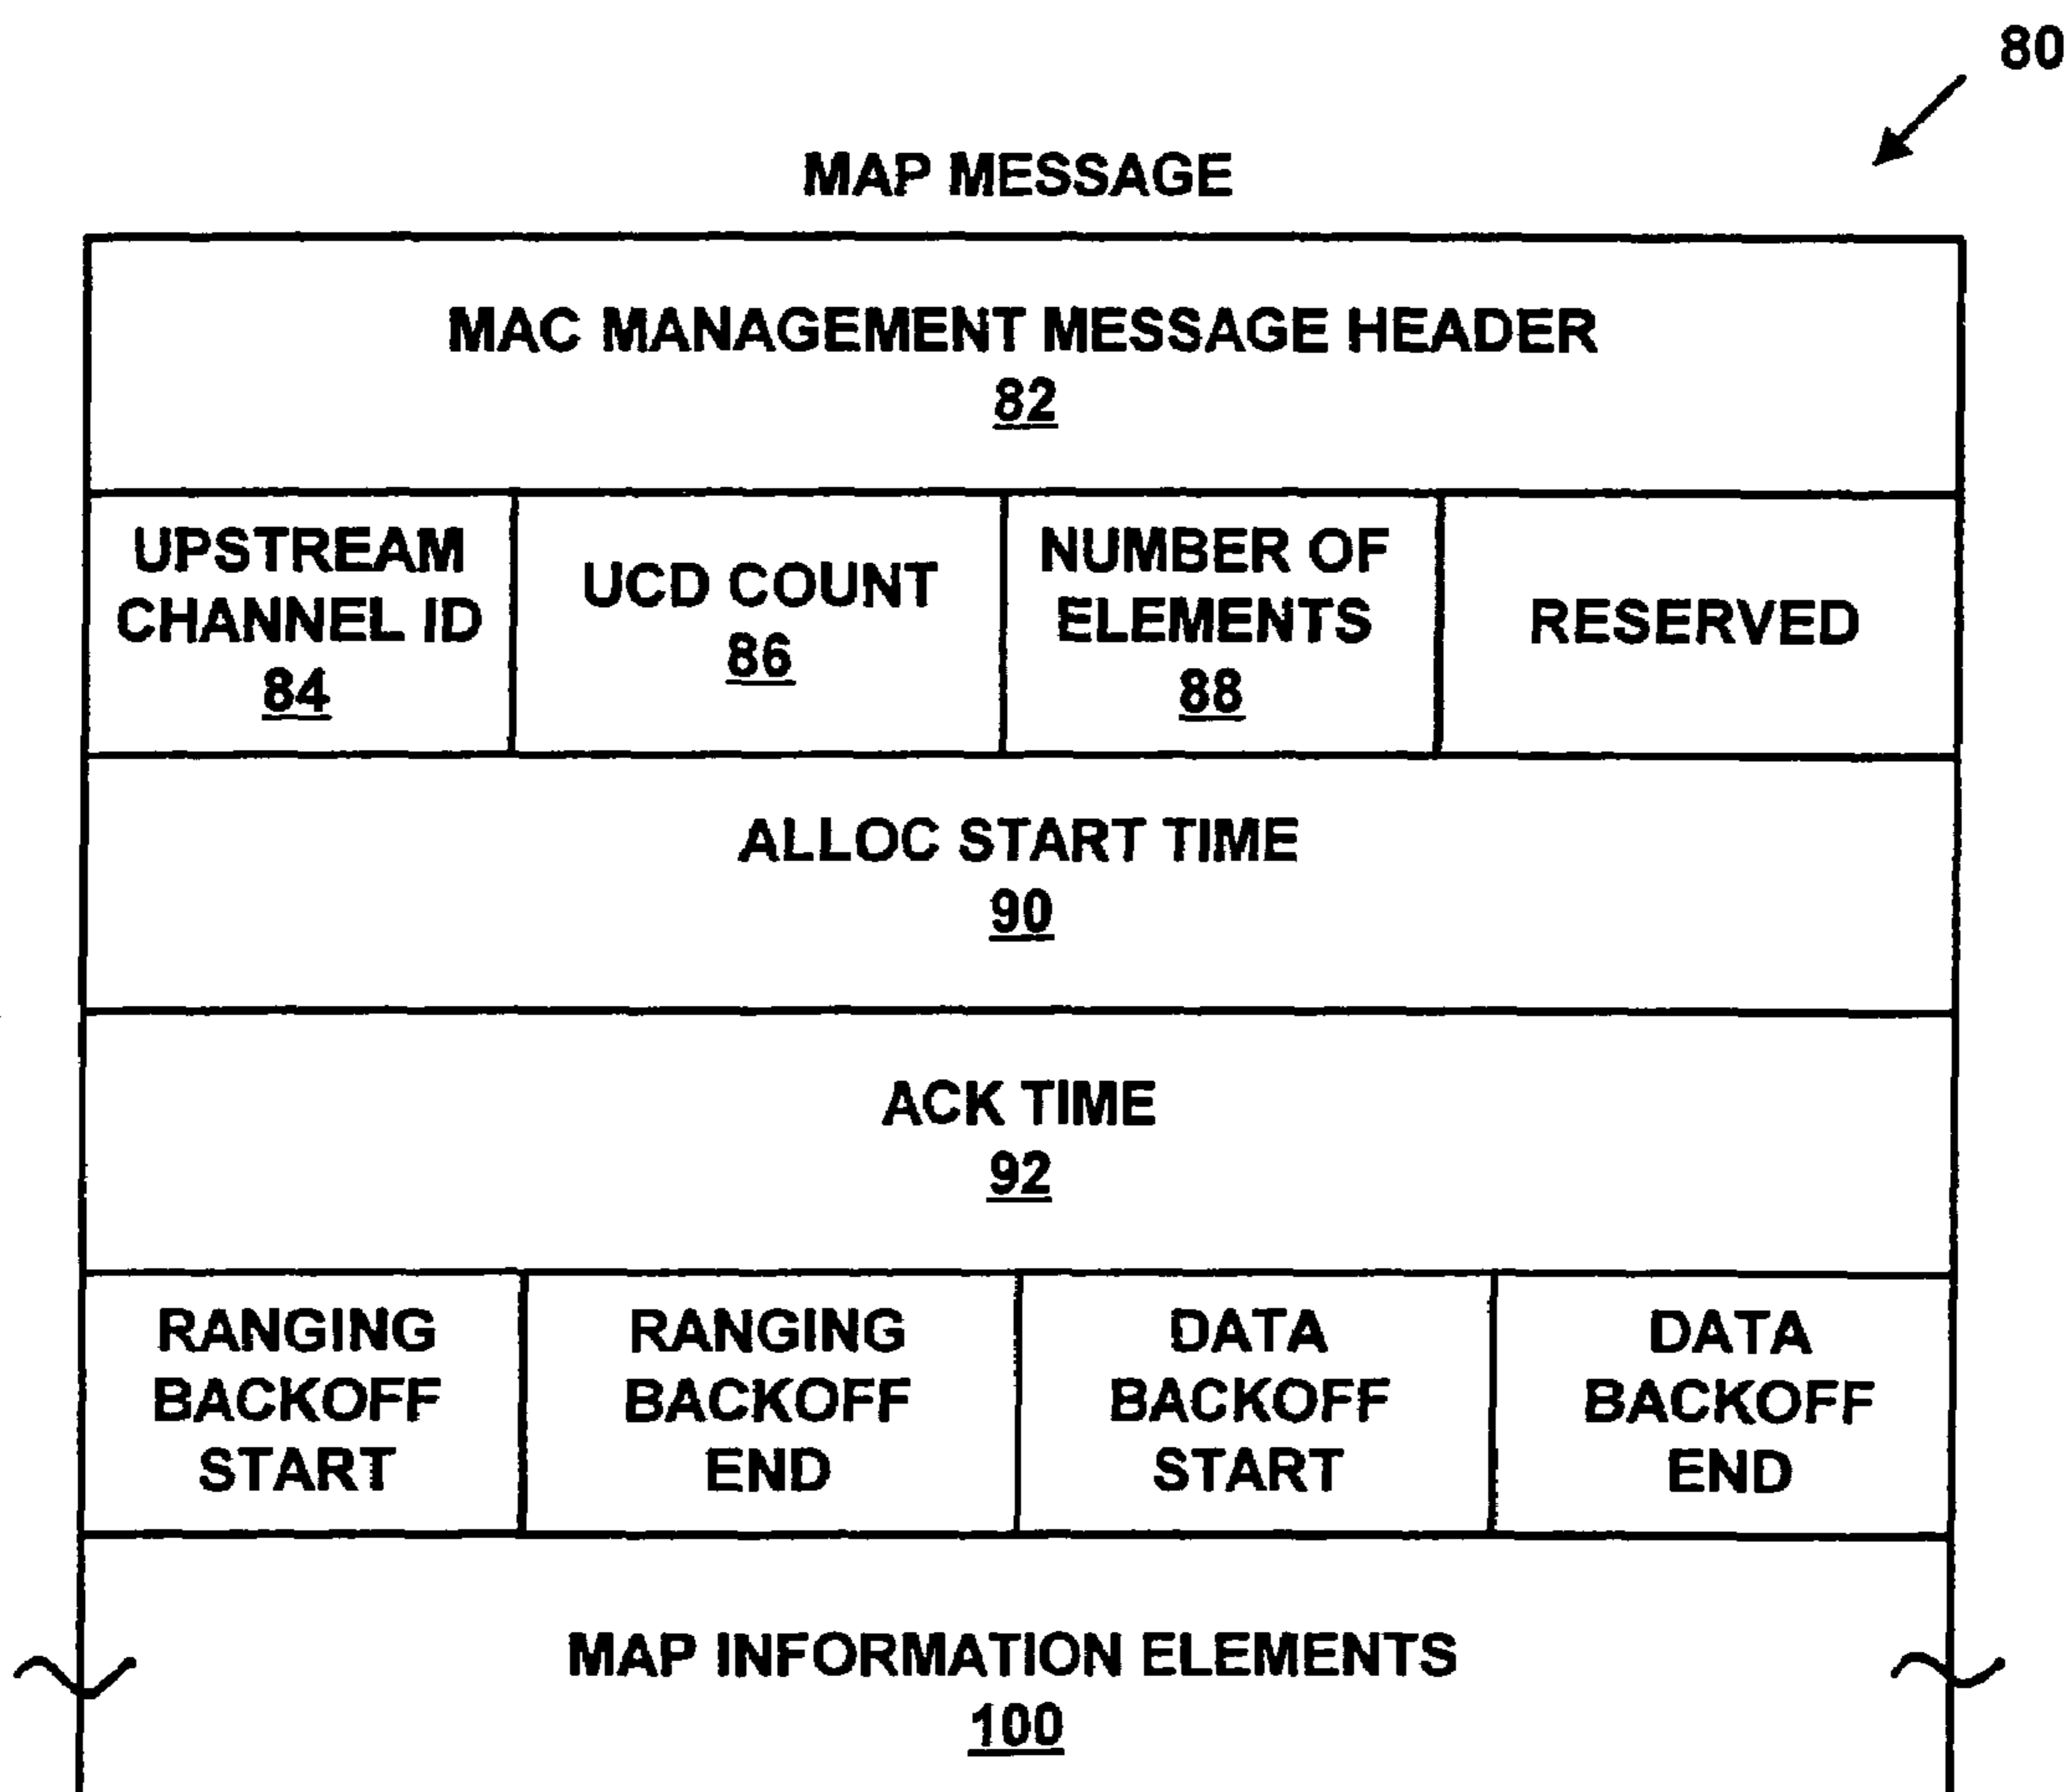 80
MAP MESSAGE
MAC MANAGEMENT MESSAGE HEADER
82
UPSTREAM
CHANNEL ID
84
UCD COUNT
86
NUMBER OF
ELEMENTS
88
RESERVED
ALLOC START TIME
90
ACK TIME
92
RANGING
BACKOFF
START
RANGING
BACKOFF
END
DATA
BACKOFF
START
DATA
BACKOFF
END
MAP INFORMATION ELEMENTS
100